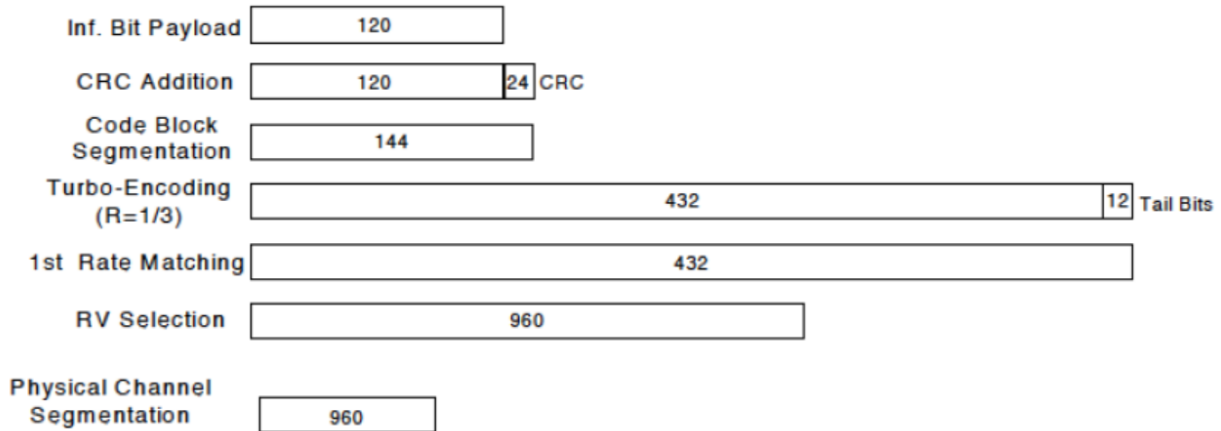 Inf. Bit Payload 120
CRC Addition 120 24 CRC
Code Block
Segmentation 144
Turbo-Encoding
(R=1/3) 432 12 Tail Bits
1st Rate Matching 432
RV Selection 960
Physical Channel
Segmentation 960